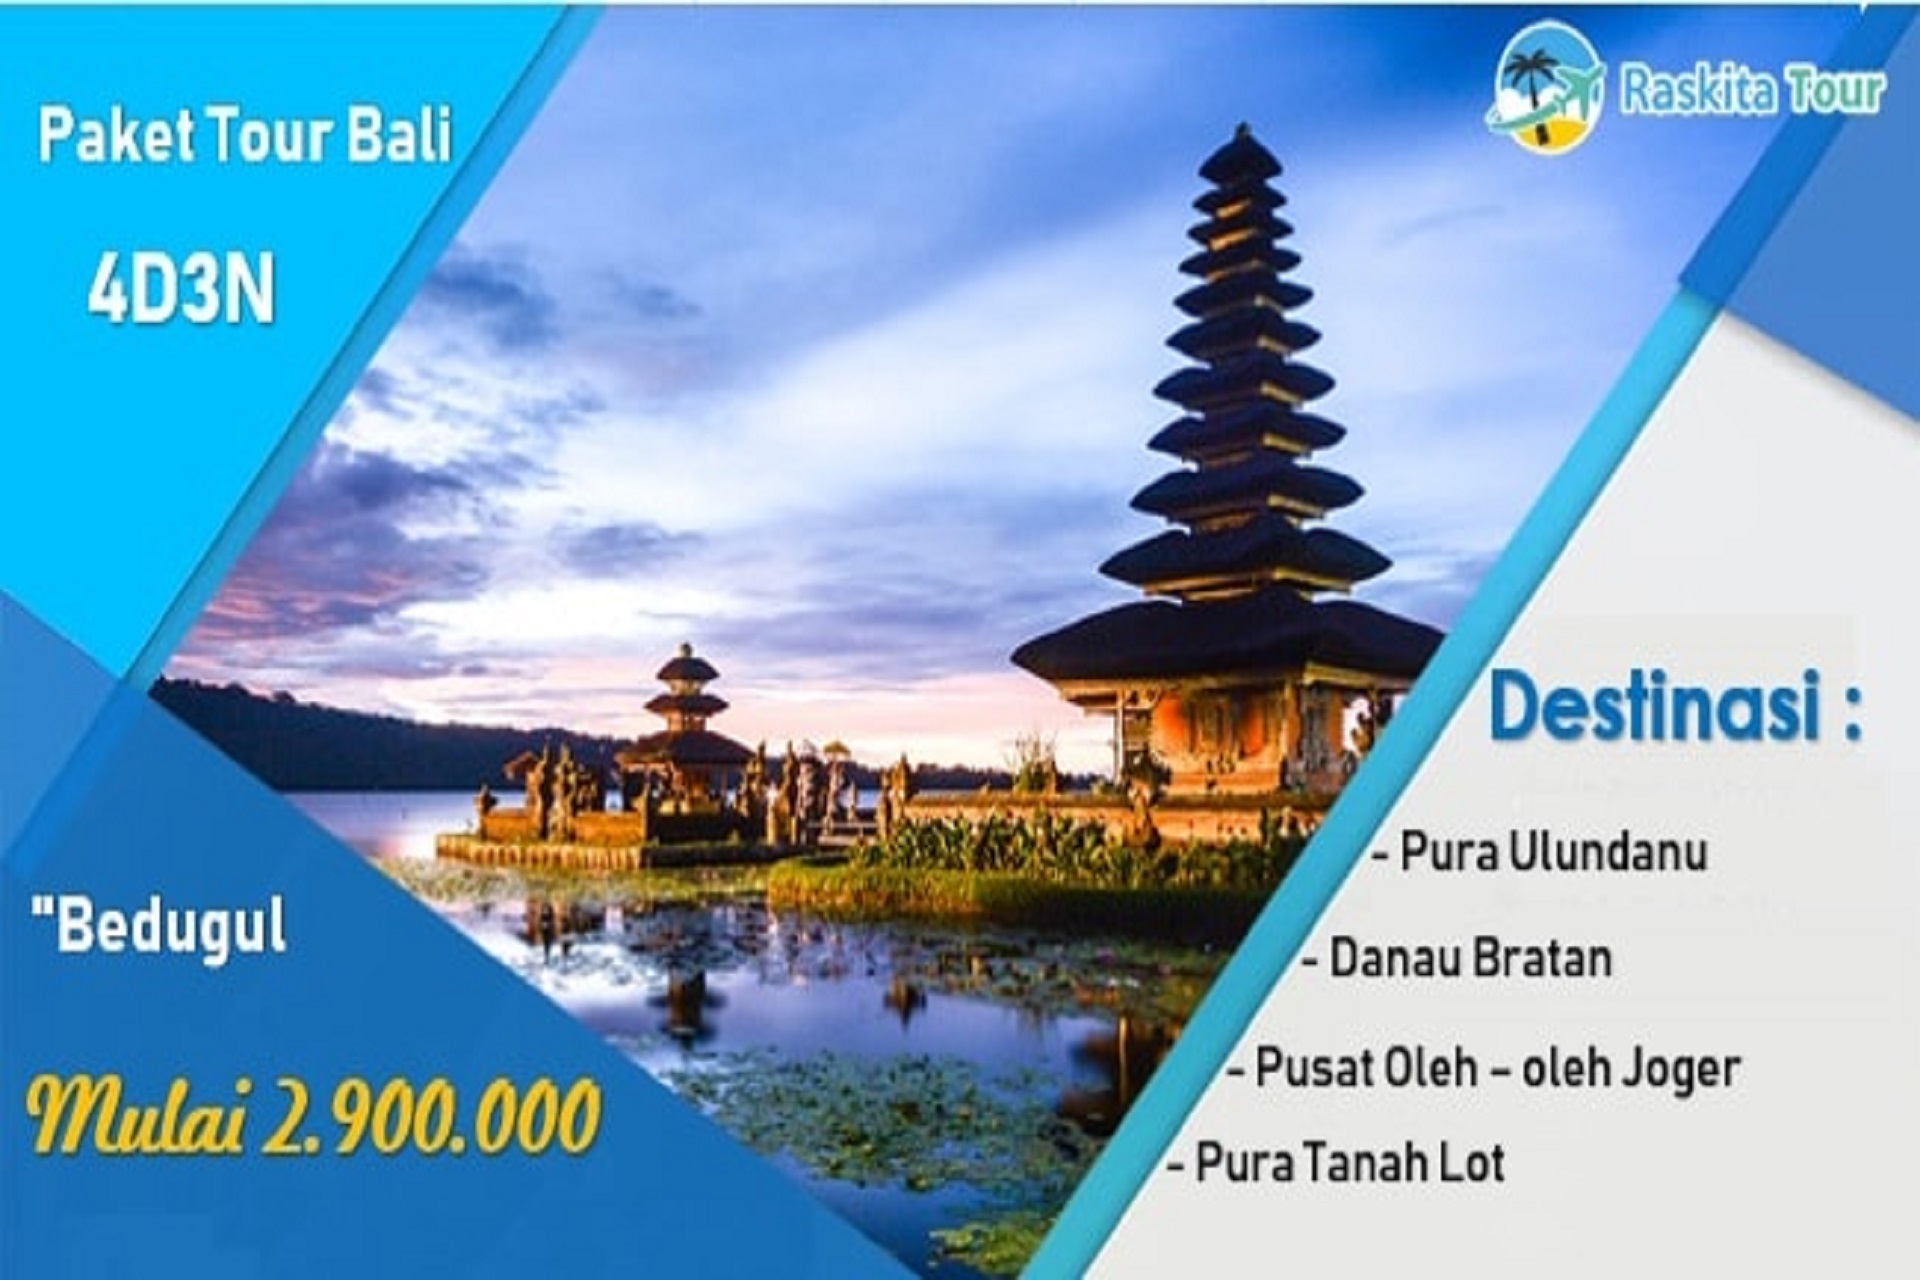 Raskita Tour
Paket Tour Bali
4D3N
"Bedugul
Mulai 2.900.000
Destinasi :
- Pura Ulundanu
- Danau Bratan
- Pusat Oleh - oleh Joger
- Pura Tanah Lot